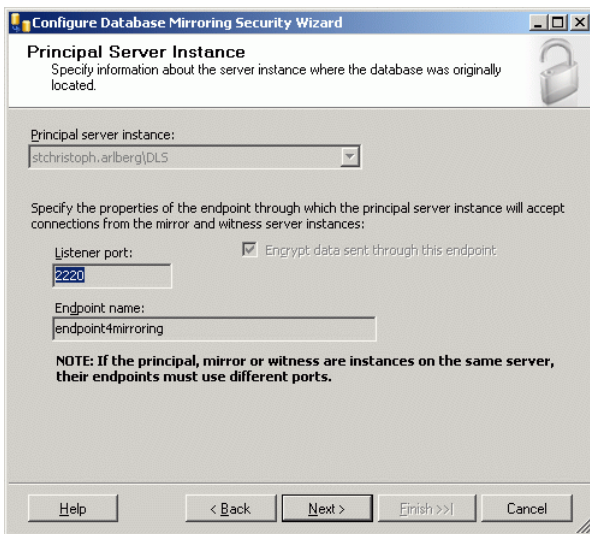 Configure Database Mirroring Security Wizard
Principal Server Instance
Specify information about the server instance where the database was originally
located.
Principal server instance:
stchristoph.arlberg\DLS
Specify the properties of the endpoint through which the principal server instance will accept
connections from the mirror and witness server instances:
Listener port:
Encrypt data sent through this endpoint
2220
Endpoint name:
endpoint4mirroring
NOTE: If the principal, mirror or witness are instances on the same server,
their endpoints must use different ports.
Help
< Back
Next >
Finish >>|
Cancel